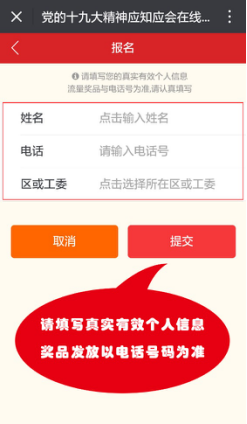 党的十九大精神应知应会在线...
报名
请填写您的真实有效个人信息
流量奖品与电话号为准,请认真填写
姓名 点击输入姓名
电话 请输入电话号
区或工委 点击选择所在区或工委
取消 提交
请填写真实有效个人信息
奖品发放以电话号码为准